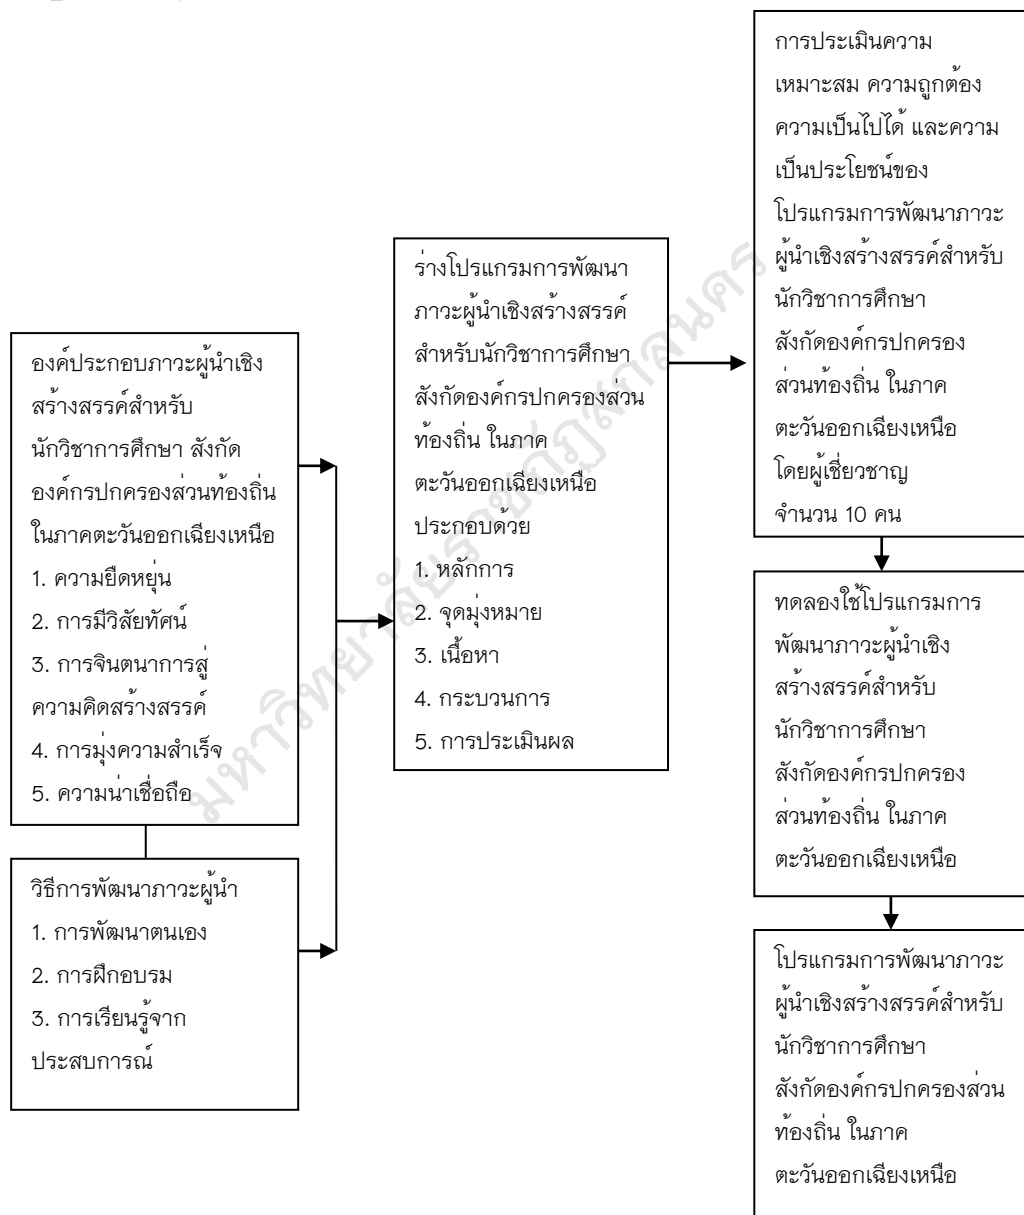 องค์ประกอบภาวะผู้นำเชิง
สร้างสรรค์สำหรับ
นักวิชาการศึกษา สังกัด
องค์กรปกครองส่วนท้องถิ่น
ในภาคตะวันออกเฉียงเหนือ
1. ความยืดหยุ่น
2. การมีวิสัยทัศน์
3. การจินตนาการสู่
ความคิดสร้างสรรค์
4. การมุ่งความสำเร็จ
5. ความน่าเชื่อถือ
วิธีการพัฒนาภาวะผู้นำ
1. การพัฒนาตนเอง
2. การฝึกอบรม
3. การเรียนรู้จาก
ประสบการณ์
ร่างโปรแกรมการพัฒนา
ภาวะผู้นำเชิงสร้างสรรค์
สำหรับนักวิชาการศึกษา
สังกัดองค์กรปกครองส่วน
ท้องถิ่น ในภาค
ตะวันออกเฉียงเหนือ
ประกอบด้วย
1. หลักการ
2. จุดมุ่งหมาย
3. เนื้อหา
4. กระบวนการ
5. การประเมินผล
การประเมินความ
เหมาะสม ความถูกต้อง
ความเป็นไปได้ และความ
เป็นประโยชน์ของ
โปรแกรมการพัฒนาภาวะ
ผู้นำเชิงสร้างสรรค์สำหรับ
นักวิชาการศึกษา
สังกัดองค์กรปกครอง
ส่วนท้องถิ่น ในภาค
ตะวันออกเฉียงเหนือ
โดยผู้เชี่ยวชาญ
จำนวน 10 คน
ทดลองใช้โปรแกรมการ
พัฒนาภาวะผู้นำเชิง
สร้างสรรค์สำหรับ
นักวิชาการศึกษา
สังกัดองค์กรปกครอง
ส่วนท้องถิ่น ในภาค
ตะวันออกเฉียงเหนือ
โปรแกรมการพัฒนาภาวะ
ผู้นำเชิงสร้างสรรค์สำหรับ
นักวิชาการศึกษา
สังกัดองค์กรปกครองส่วน
ท้องถิ่น ในภาค
ตะวันออกเฉียงเหนือ
มหาวิทยาลัยราชภัฏสกลนคร